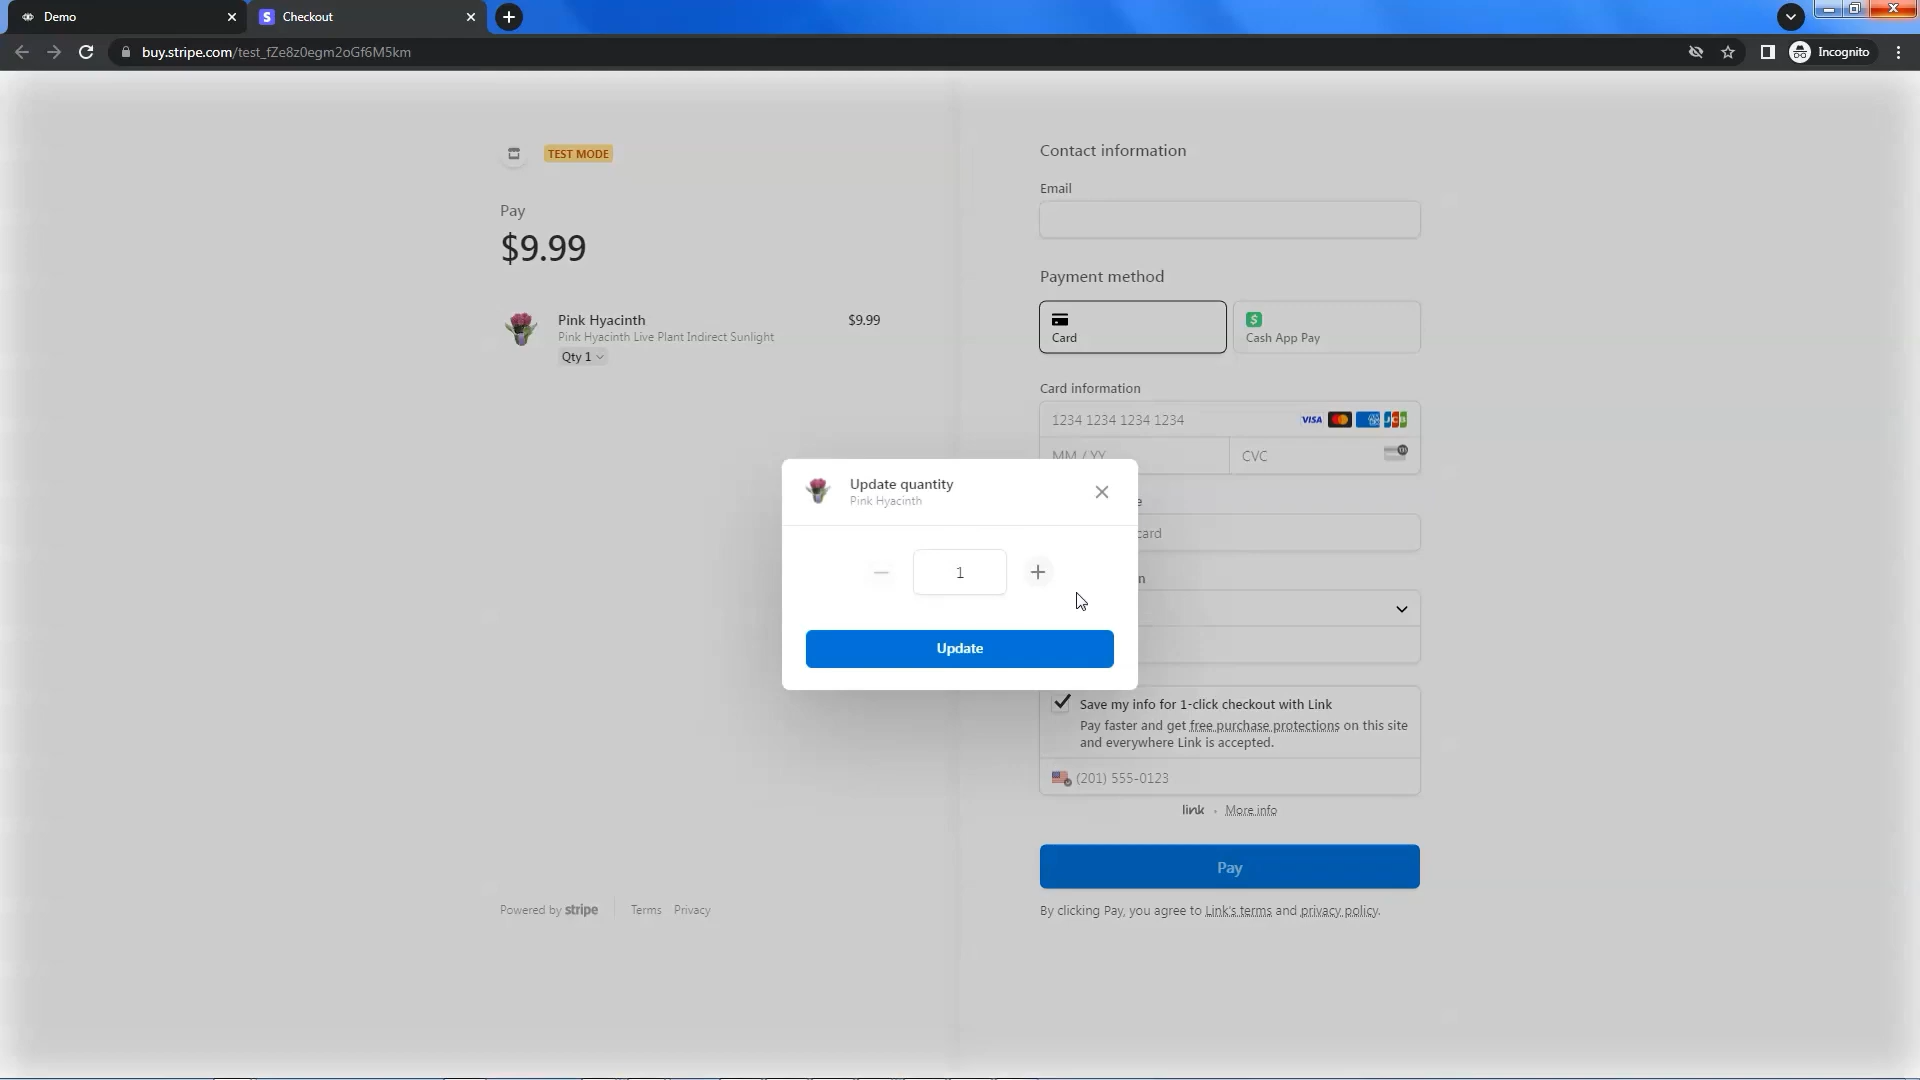 Demo
Checkout
buy.stripe.com/test_fZe8z0egm2oGf6M5km
Incognito
TEST MODE
Pay
$9.99
Pink Hyacinth
$9.99
Pink Hyacinth Live Plant Indirect Sunlight
Qty 1
Powered by stripe
Terms
Privacy
Contact information
Email
Payment method
Card
Cash App Pay
Card information
1234 1234 1234 1234
VISA
MM / YY
CVC
e
card
n
Update quantity
Pink Hyacinth
1
Update
Save my info for 1-click checkout with Link
Pay faster and get free purchase protections on this site
and everywhere Link is accepted.
(201) 555-0123
link · More info
Pay
By clicking Pay, you agree to Link's terms and privacy policy.